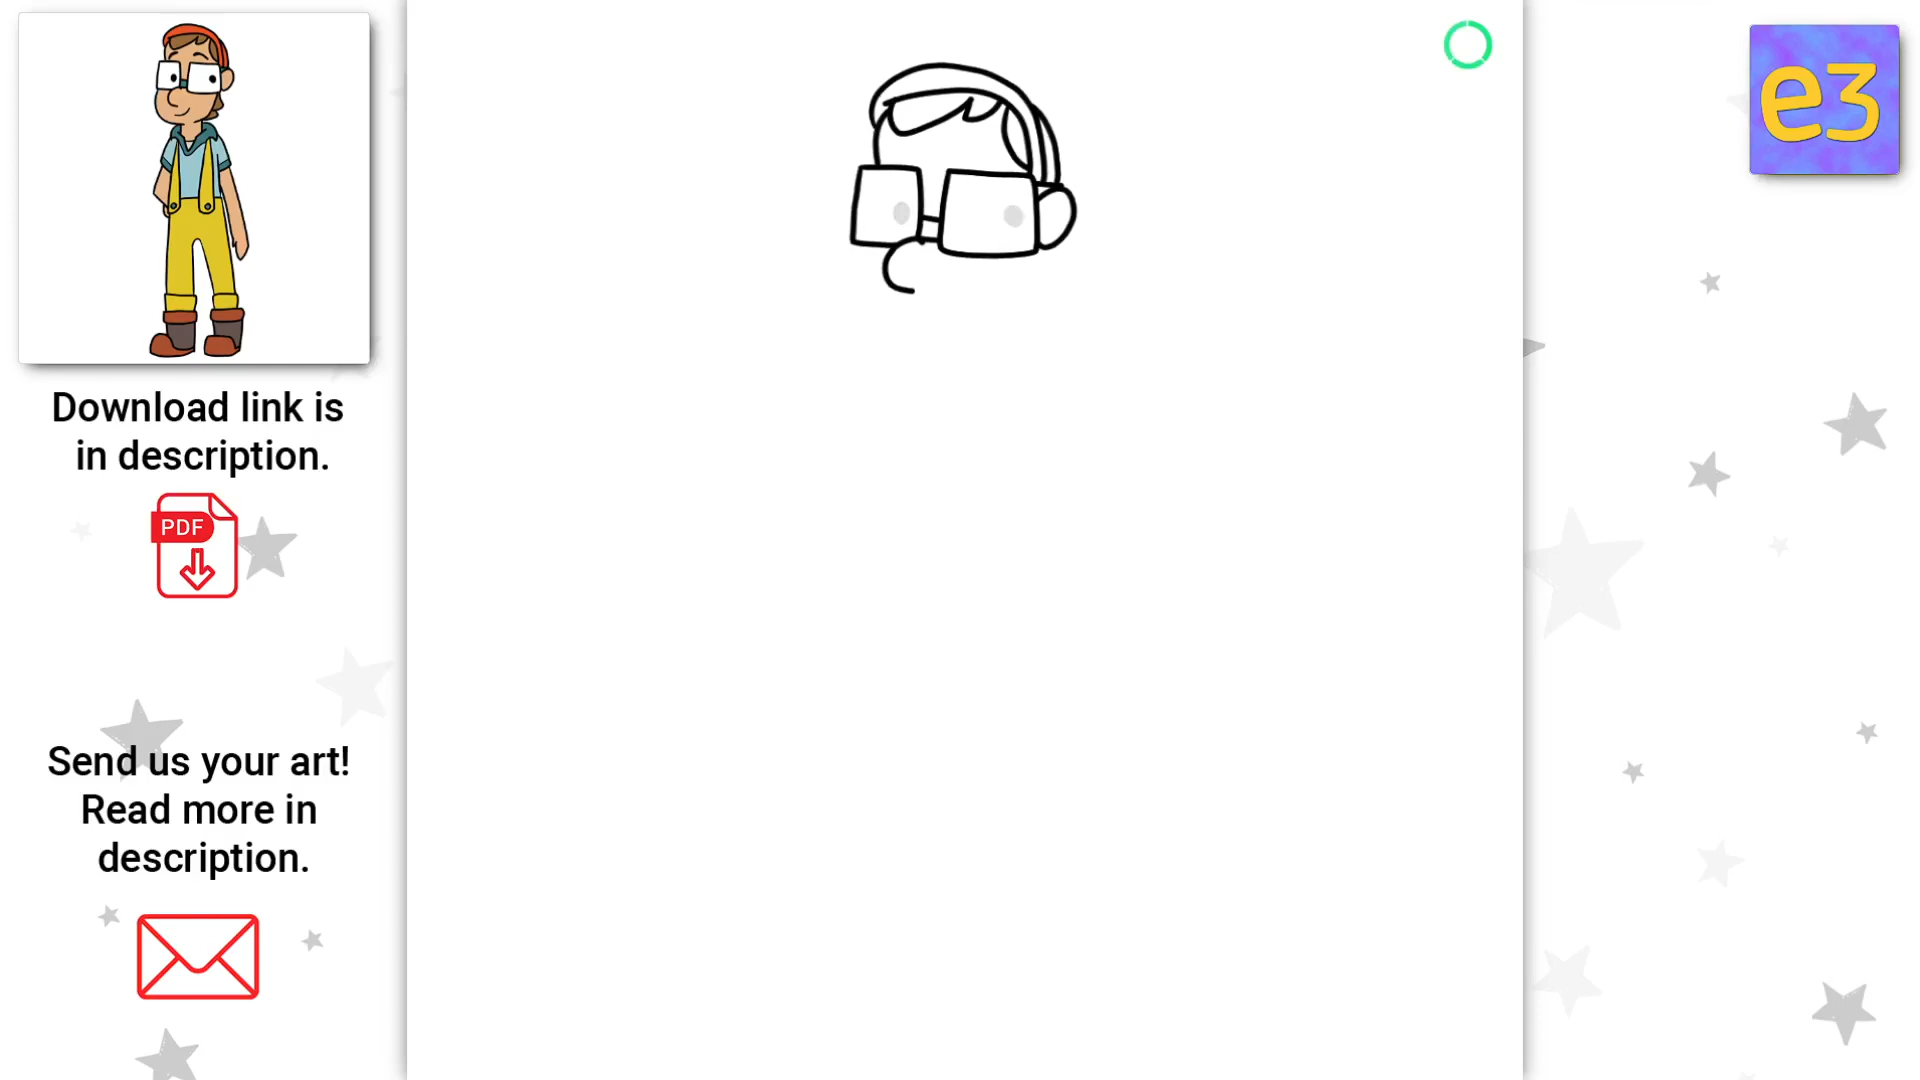 e3
Download link is
in description.
PDF
Send us your art!
Read more in
description.